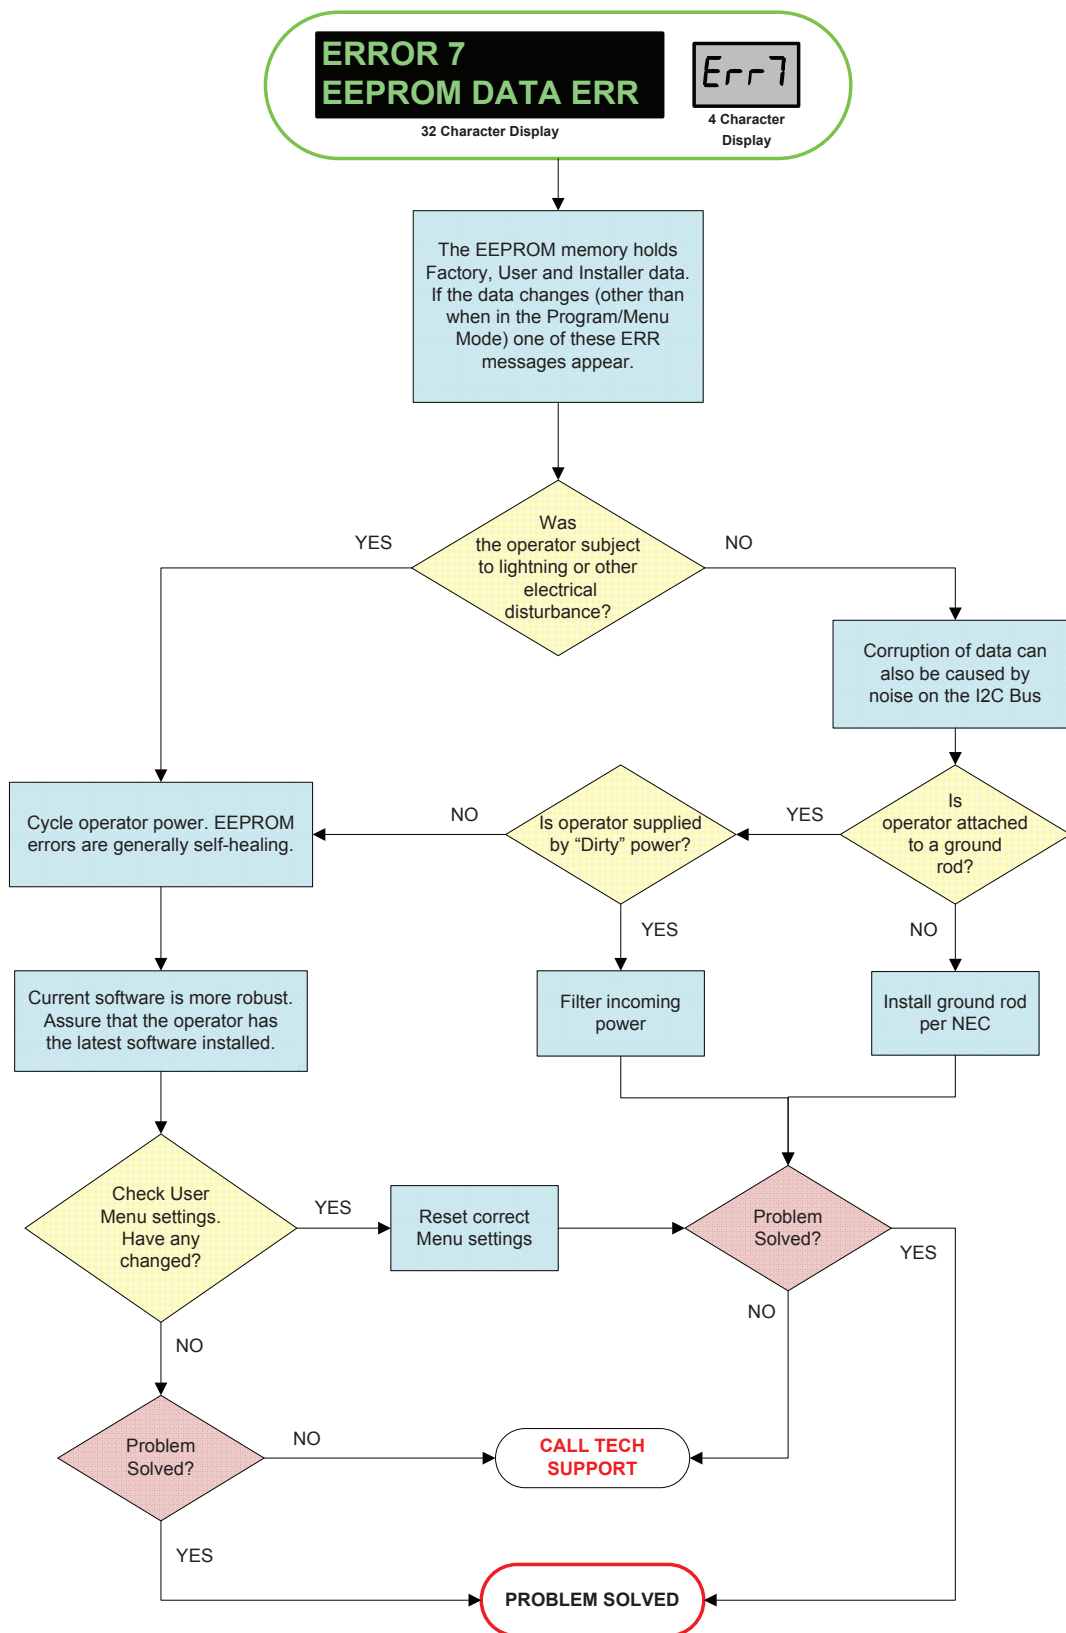 ERROR 7
EEPROM DATA ERR
32 Character Display
Err7
4 Character
Display
The EEPROM memory holds
Factory, User and Installer data.
If the data changes (other than
when in the Program/Menu
Mode) one of these ERR
messages appear.
Was
the operator subject
to lightning or other
electrical
disturbance?
YES
NO
Corruption of data can
also be caused by
noise on the I2C Bus
Is
operator attached
to a ground
rod?
YES
NO
Is operator supplied
by “Dirty” power?
NO
YES
Cycle operator power. EEPROM
errors are generally self-healing.
Filter incoming
power
Install ground rod
per NEC
Current software is more robust.
Assure that the operator has
the latest software installed.
Check User
Menu settings.
Have any
changed?
YES
NO
Reset correct
Menu settings
Problem
Solved?
YES
NO
Problem
Solved?
NO
YES
CALL TECH
SUPPORT
PROBLEM SOLVED